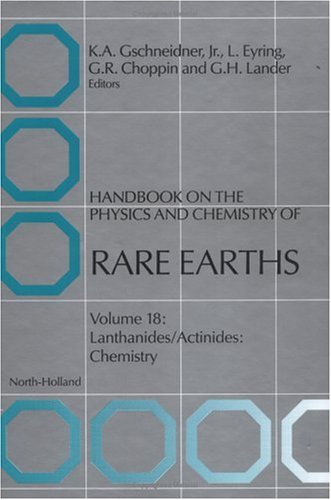 K.A. Gschneidner, Jr., L. Eyring,
G.R. Choppin and G.H. Lander
Editors
HANDBOOK ON THE
PHYSICS AND CHEMISTRY OF
RARE EARTHS
Volume 18:
Lanthanides/Actinides:
Chemistry
North-Holland